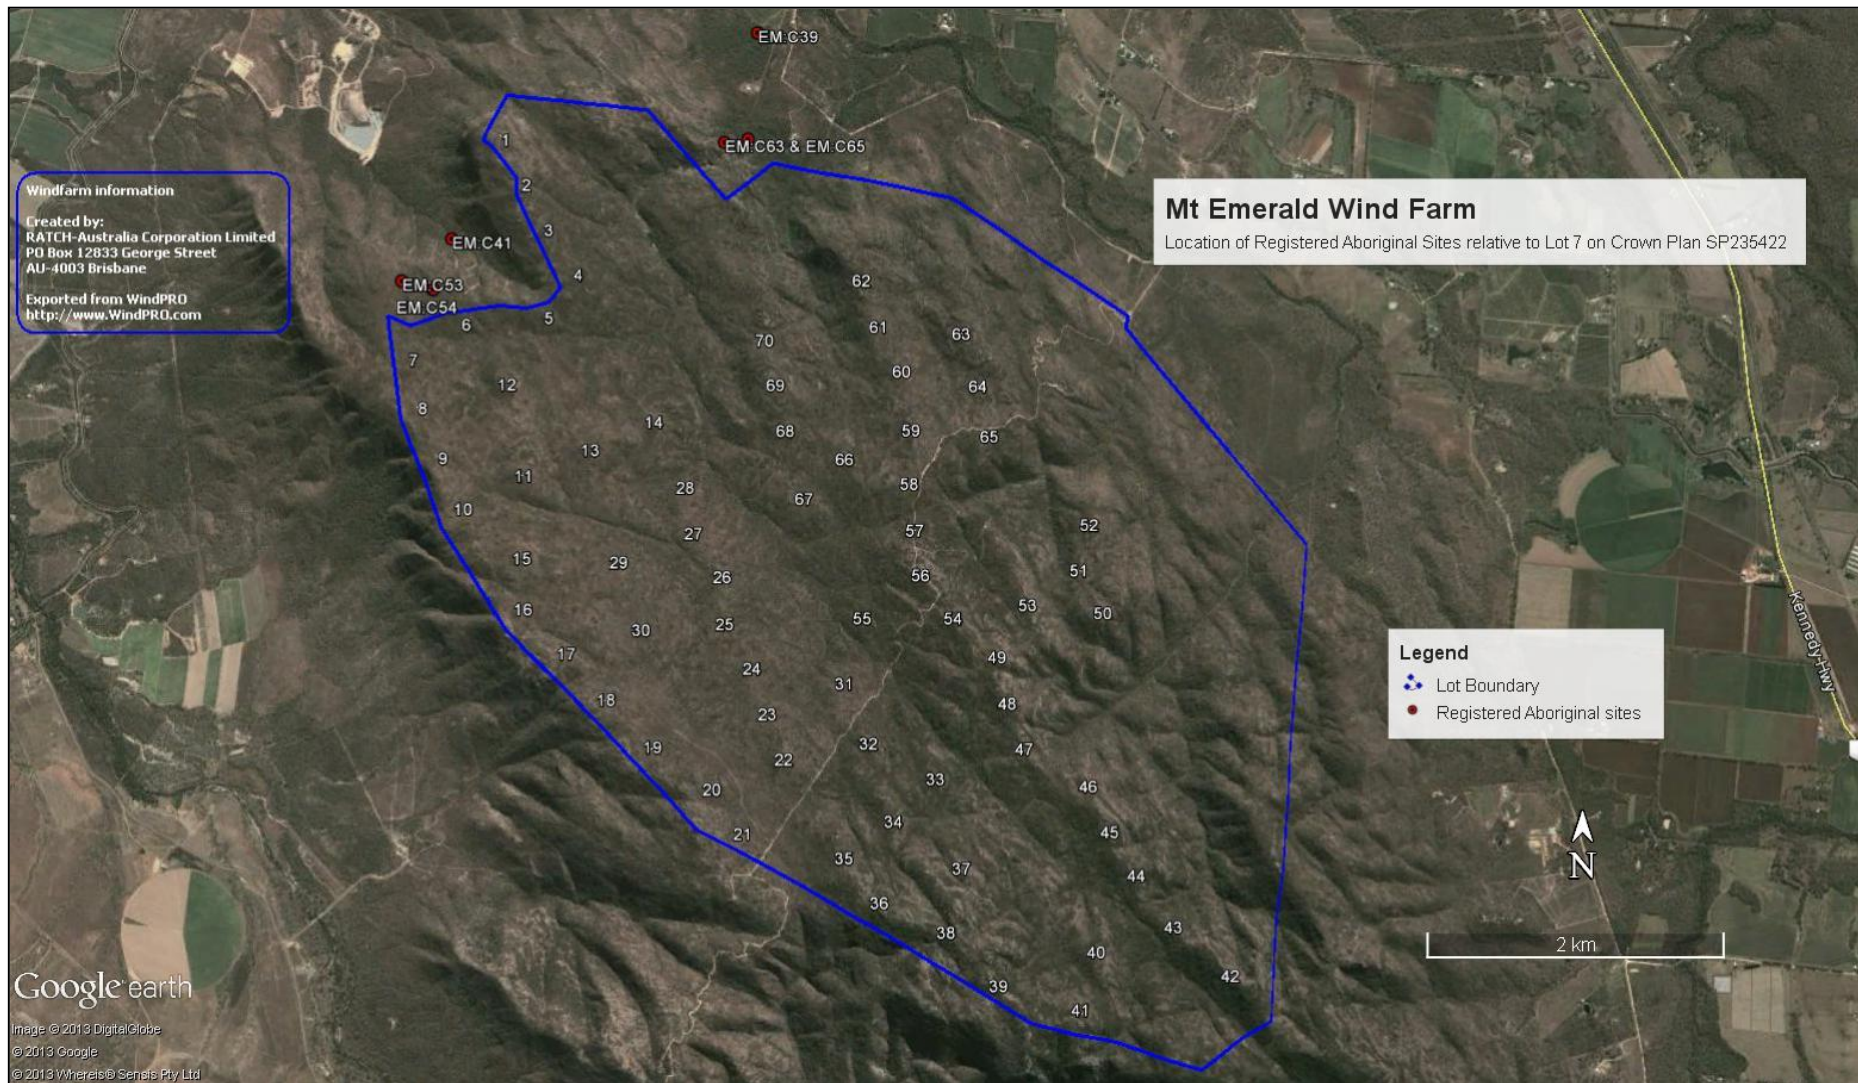 EM:C39
EM:C63 & EM:C65
EM:C41
EM:C53
EM:C54
Windfarm information
Created by:
RATCH-Australia Corporation Limited
PO Box 12833 George Street
AU-4003 Brisbane
Exported from WindPRO
http://www.WindPRO.com
Mt Emerald Wind Farm
Location of Registered Aboriginal Sites relative to Lot 7 on Crown Plan SP235422
1
2
3
4
5
6
7
8
9
10
11
12
13
14
15
16
17
18
19
20
21
22
23
24
25
26
27
28
29
30
31
32
33
34
35
36
37
38
39
40
41
42
43
44
45
46
47
48
49
50
51
52
53
54
55
56
57
58
59
60
61
62
63
64
65
66
67
68
69
70
Kennedy Hwy
Legend
Lot Boundary
Registered Aboriginal sites
N
2 km
Google earth
Image © 2013 DigitalGlobe
© 2013 Google
© 2013 Whereis® Sensis Pty Ltd